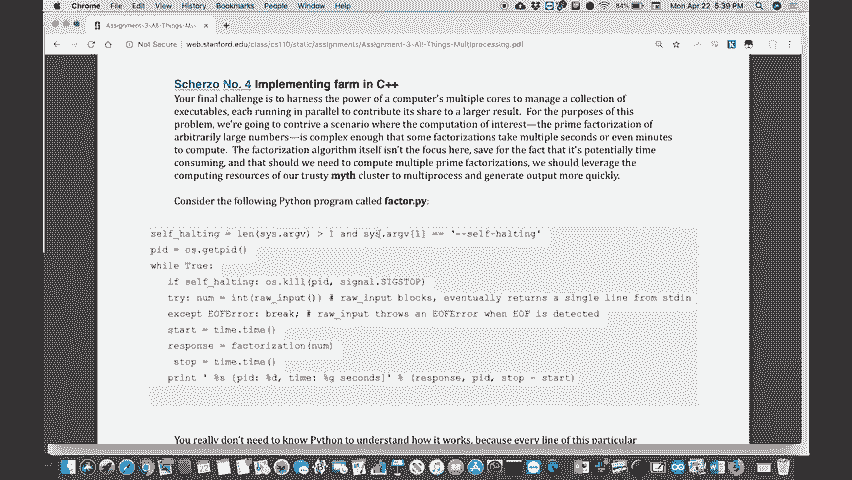 Chrome File Edit View History Bookmarks People Window Help
84%
Mon Apr 22 5:39 PM
Assignment-3-All-Things-Mu
Not Secure web.stanford.edu/class/cs110/static/assignments/Assignment-3-All-Things-Multiprocessing.pdf
Scherzo No. 4 Implementing farm in C++
Your final challenge is to harness the power of a computer's multiple cores to manage a collection of
executables, each running in parallel to contribute its share to a larger result. For the purposes of this
problem, we're going to contrive a scenario where the computation of interest—the prime factorization of
arbitrarily large numbers—is complex enough that some factorizations take multiple seconds or even minutes
to compute. The factorization algorithm itself isn't the focus here, save for the fact that it's potentially time
consuming, and that should we need to compute multiple prime factorizations, we should leverage the
computing resources of our trusty myth cluster to multiprocess and generate output more quickly.
Consider the following Python program called factor.py:
self_halting = len(sys.argv) > 1 and sys.argv[1] == '--self-halting'
pid = os.getpid()
while True:
if self_halting: os.kill(pid, signal.SIGSTOP)
try: num = int(raw_input()) # raw_input blocks, eventually returns a single line from stdin
except EOFError: break; # raw_input throws an EOFError when EOF is detected
start = time.time()
response = factorization(num)
stop = time.time()
print ' %s [pid: %d, time: %g seconds]' % (response, pid, stop - start)
You really don't need to know Python to understand how it works, because every line of this particular